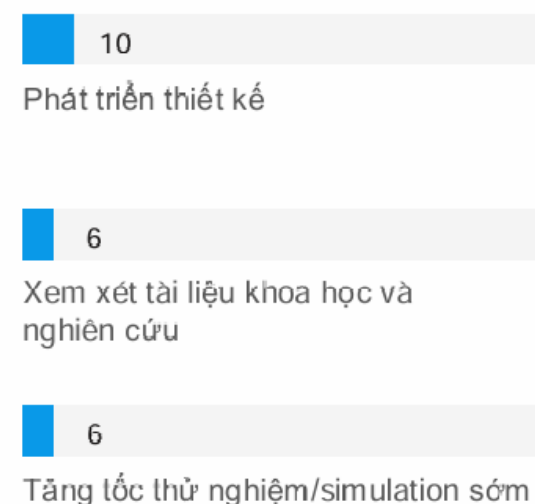 10
Phát triển thiết kế
6
Xem xét tài liệu khoa học và
nghiên cứu
6
Tăng tốc thử nghiệm/simulation sớm